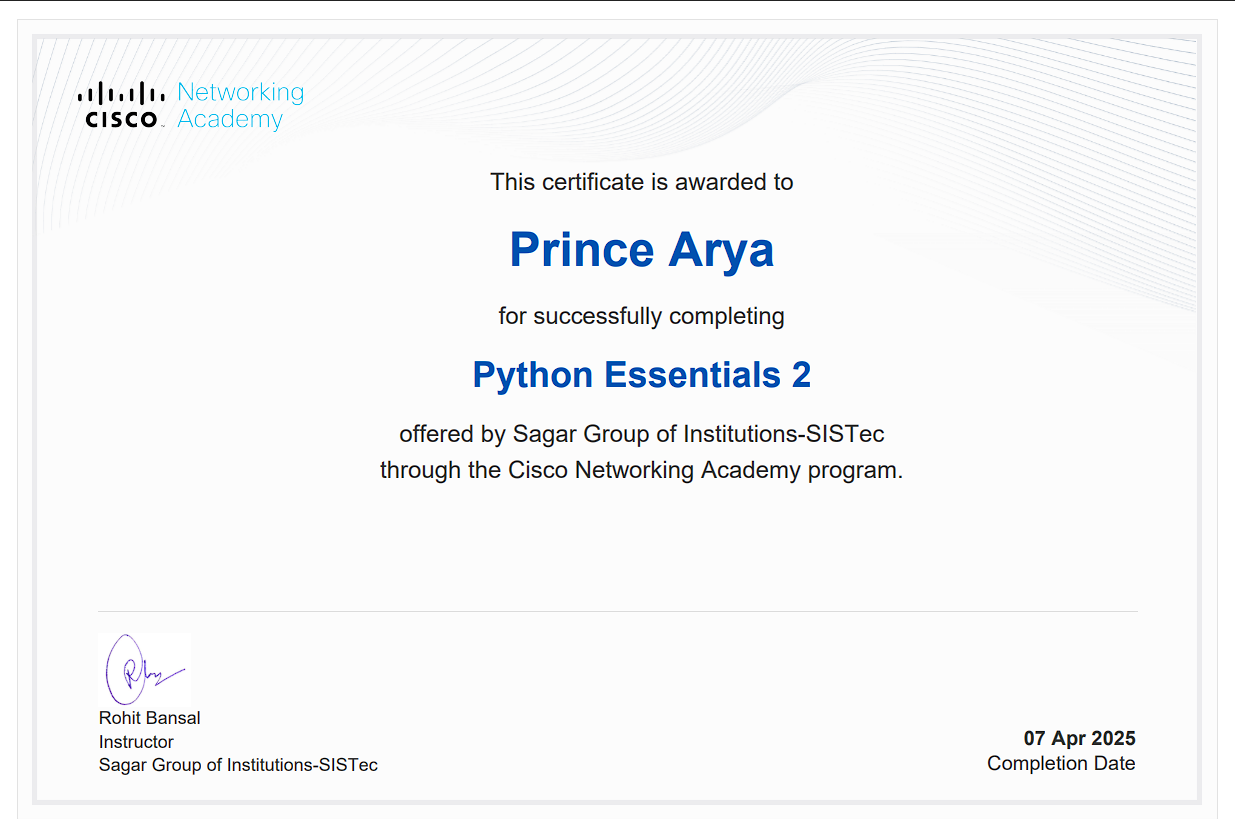 CISCO Networking
Academy
This certificate is awarded to
Prince Arya
for successfully completing
Python Essentials 2
offered by Sagar Group of Institutions-SISTec
through the Cisco Networking Academy program.
Rohit Bansal
Instructor
Sagar Group of Institutions-SISTec
07 Apr 2025
Completion Date